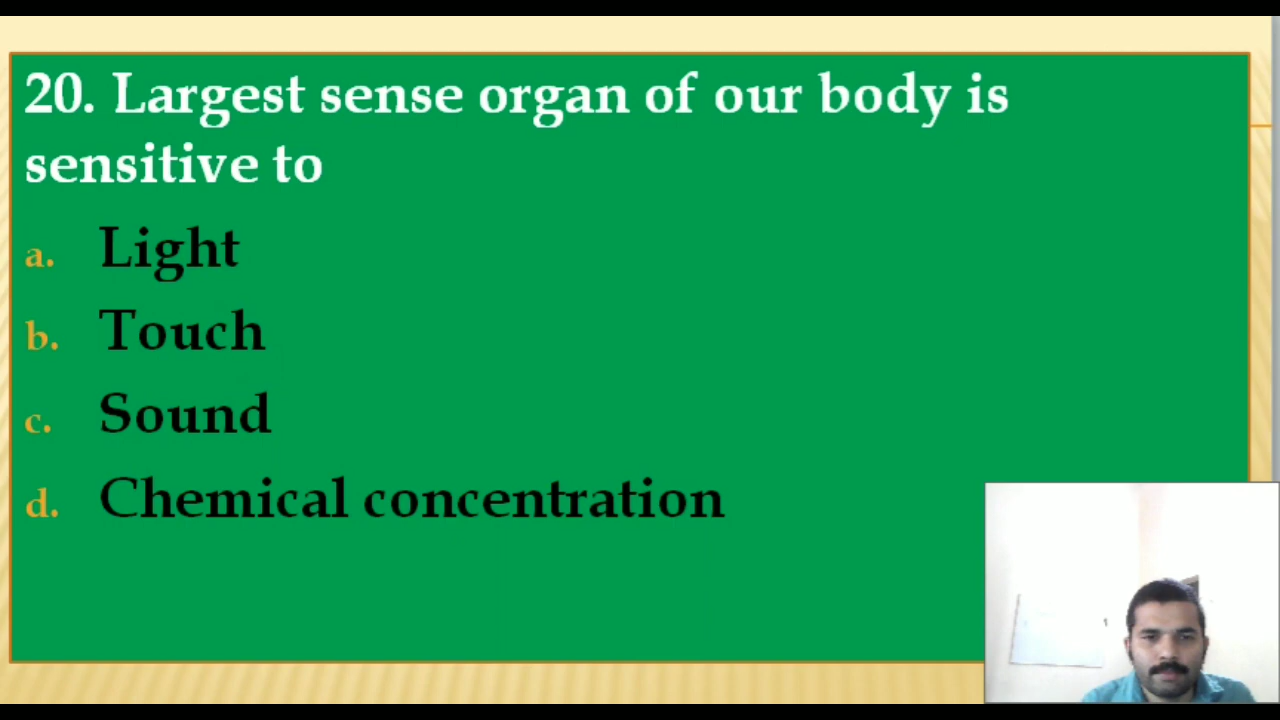 20. Largest sense organ of our body is
sensitive to
a. Light
b. Touch
c. Sound
d. Chemical concentration